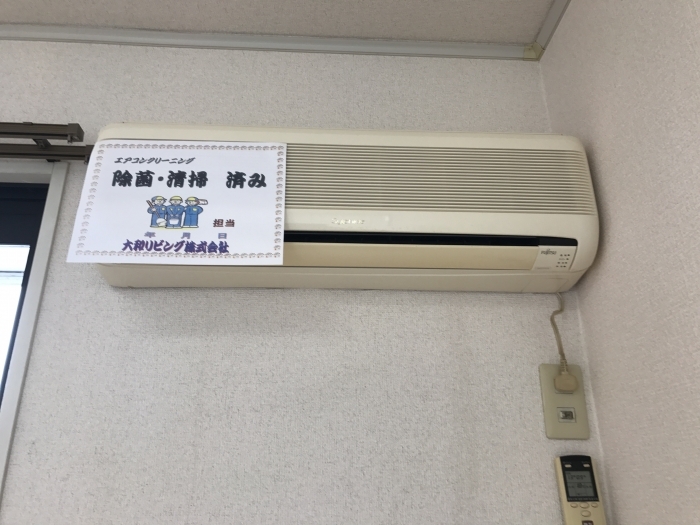 エアコンクリーニング
除菌・清掃 済み
担当
年 月 日
大和リビング株式会社
FUJITSU